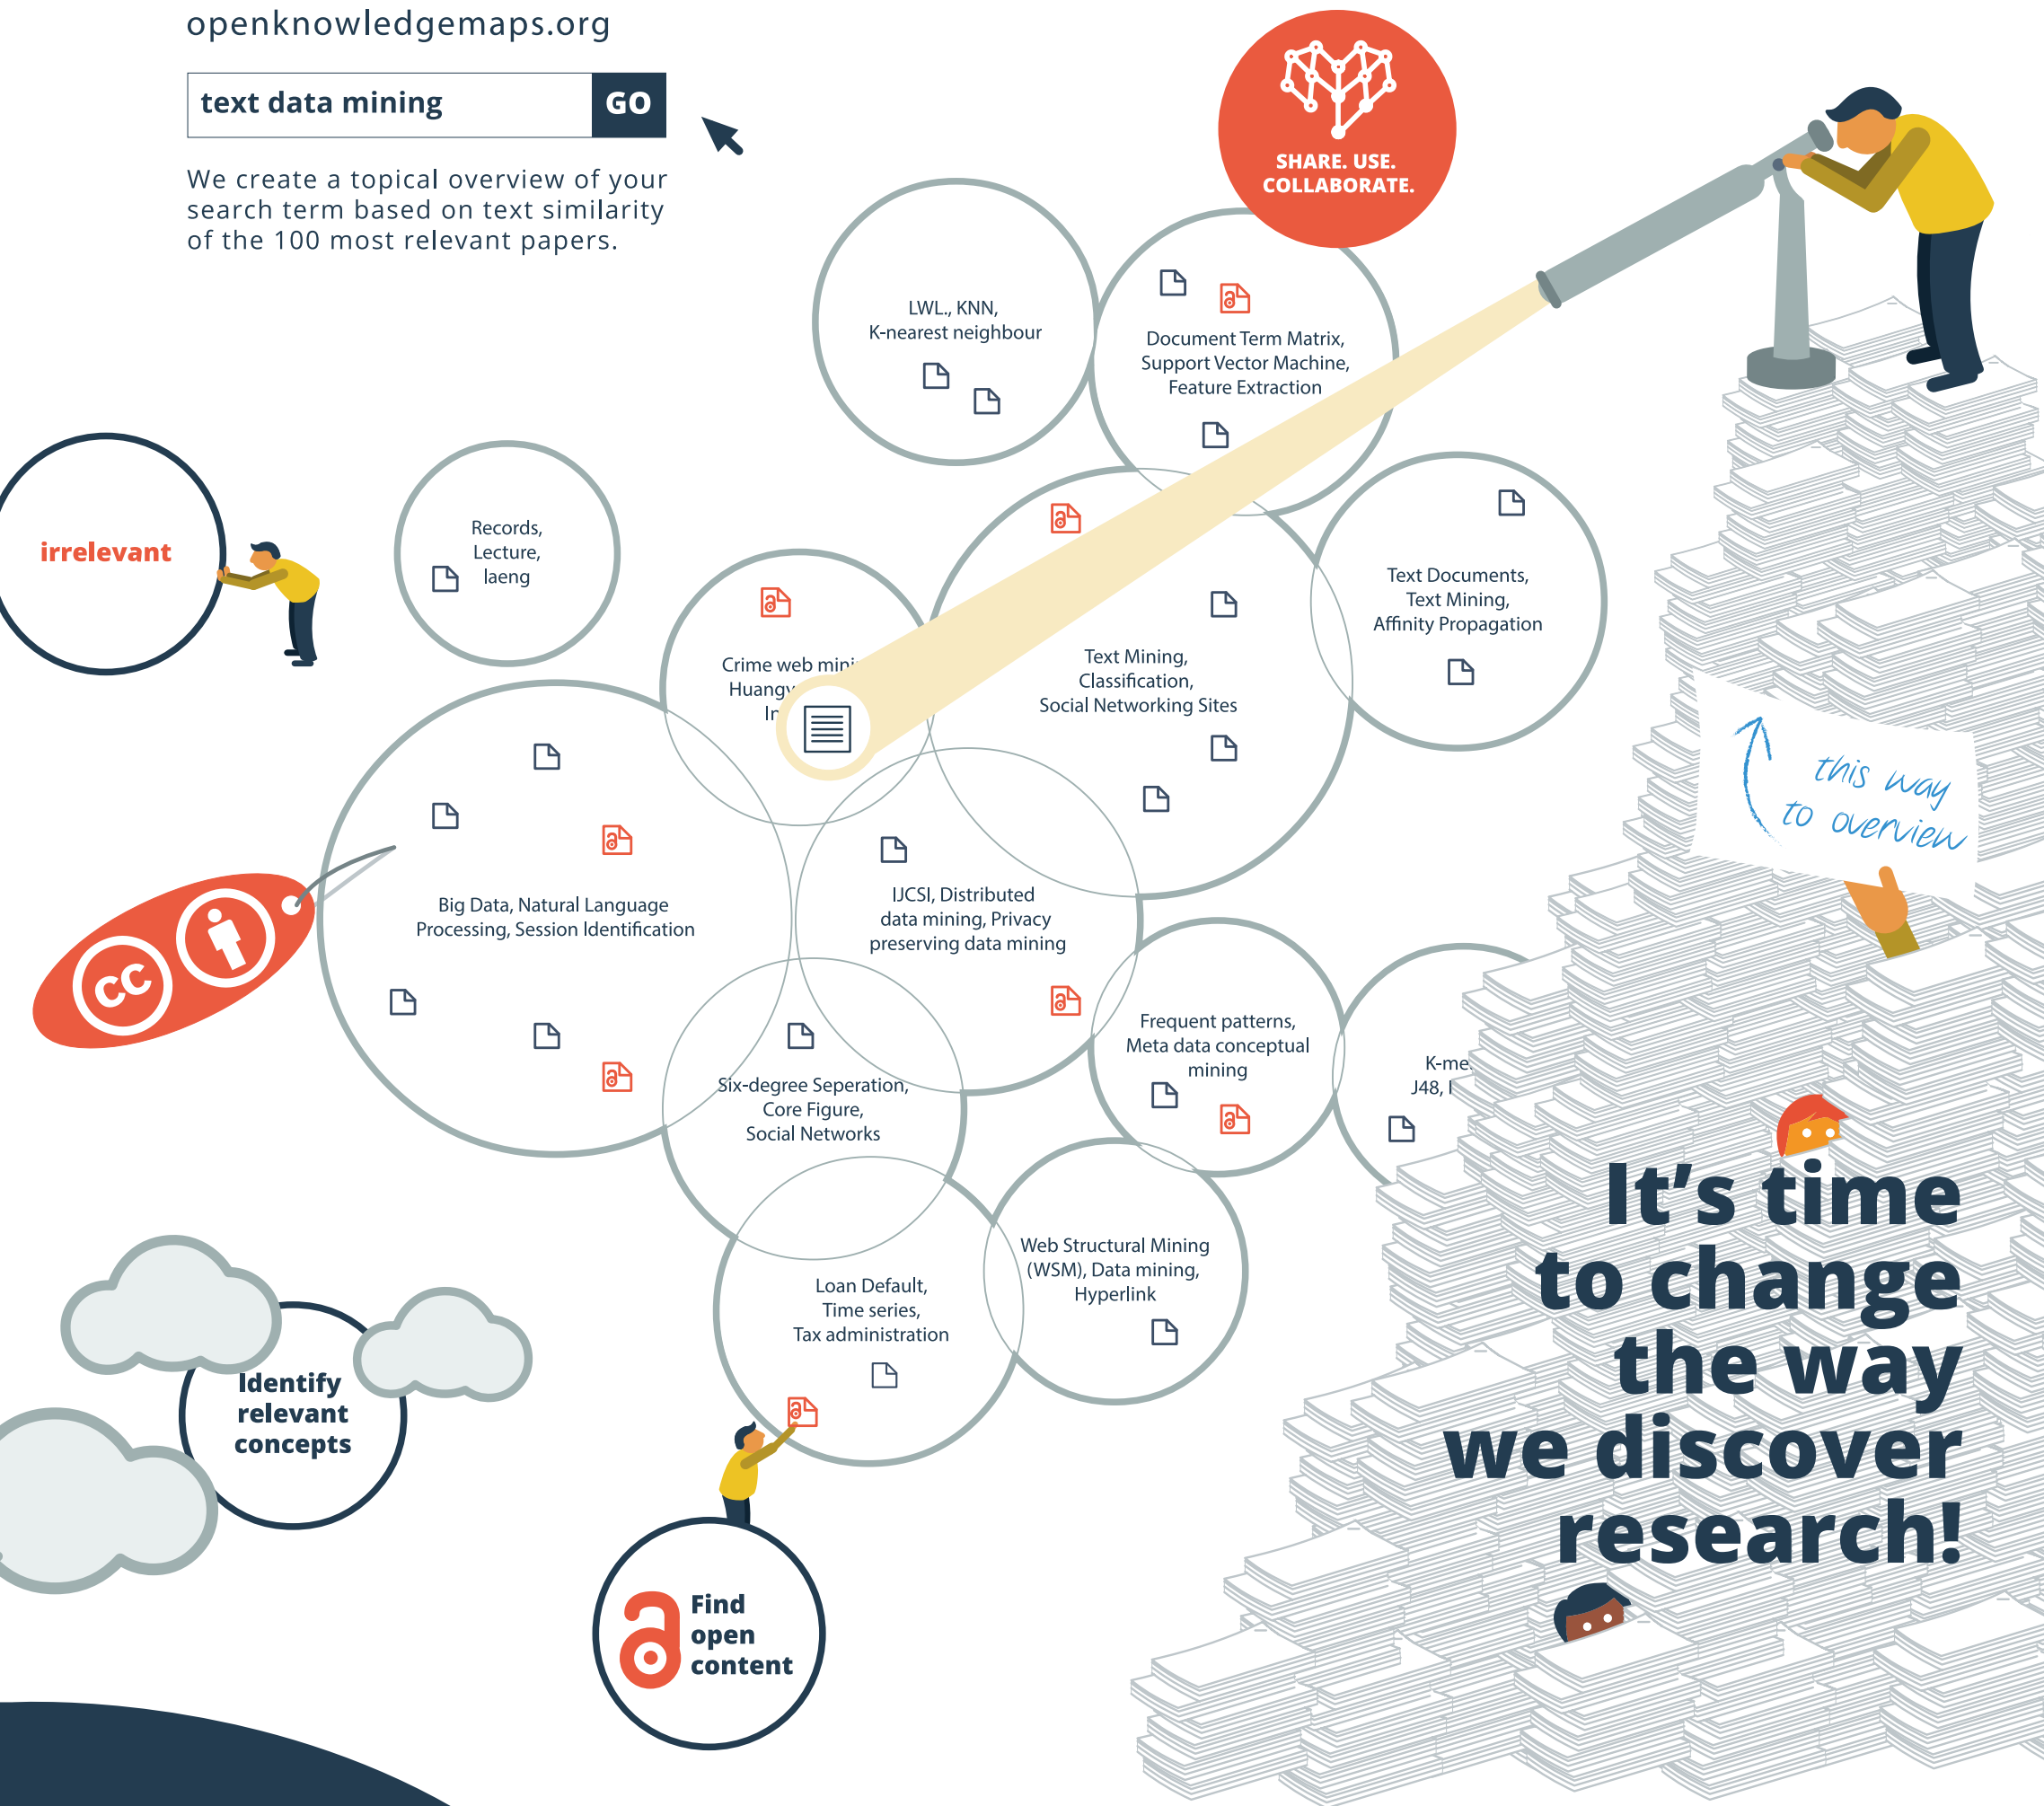 openknowledgemaps.org
text data mining
GO
We create a topical overview of your
search term based on text similarity
of the 100 most relevant papers.
SHARE. USE.
COLLABORATE.
LWL., KNN,
K-nearest neighbour
Document Term Matrix,
Support Vector Machine,
Feature Extraction
irrelevant
Records,
Lecture,
laeng
Text Documents,
Text Mining,
Affinity Propagation
Crime web
Text Mining,
Classification,
Social Networking Sites
this way
to overview
Big Data, Natural Language
Processing, Session Identification
IJCSI, Distributed
data mining, Privacy
preserving data mining
cc
Frequent patterns,
Meta data conceptual
mining
J48,
Six-degree Seperation,
Core Figure,
Social Networks
Web Structural Mining
(WSM), Data mining,
Hyperlink
Loan Default,
Time series,
Tax administration
It's time
to change
the way
we discover
research!
Identify
relevant
concepts
Find
open
content